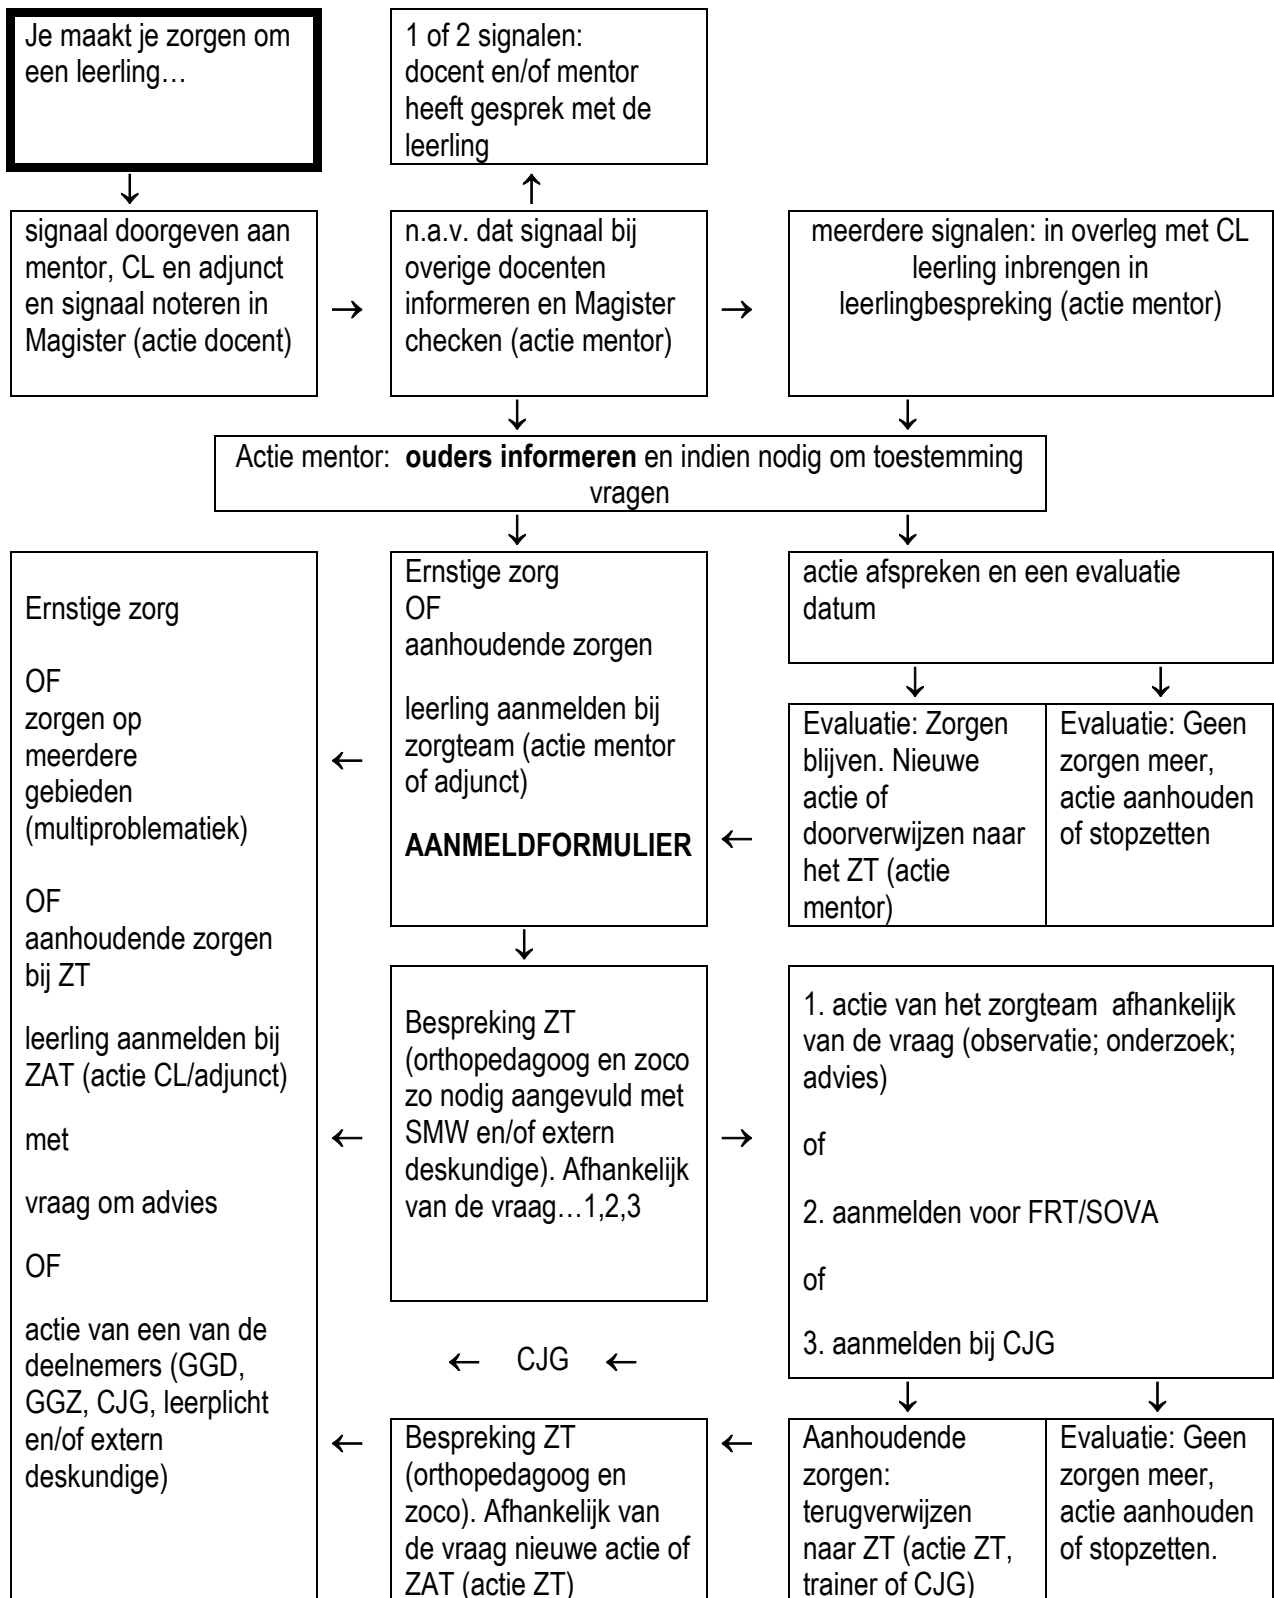 Je maakt je zorgen om
een leerling…
1 of 2 signalen:
docent en/of mentor
heeft gesprek met de
leerling
↓
↑
signaal doorgeven aan
mentor, CL en adjunct
en signaal noteren in
Magister (actie docent)
→
n.a.v. dat signaal bij
overige docenten
informeren en Magister
checken (actie mentor)
→
meerdere signalen: in overleg met CL
leerling inbrengen in
leerlingbespreking (actie mentor)
↓
↓
Actie mentor: ouders informeren en indien nodig om toestemming
vragen
↓
↓
Ernstige zorg
OF
zorgen op
meerdere
gebieden
(multiproblematiek)
OF
aanhoudende zorgen
bij ZT
leerling aanmelden bij
ZAT (actie CL/adjunct)
met
vraag om advies
OF
actie van een van de
deelnemers (GGD,
GGZ, CJG, leerplicht
en/of extern
deskundige)
←
Ernstige zorg
OF
aanhoudende zorgen
leerling aanmelden bij
zorgteam (actie mentor
of adjunct)
AANMELDFORMULIER
←
actie afspreken en een evaluatie
datum
↓
↓
Evaluatie: Zorgen
blijven. Nieuwe
actie of
doorverwijzen naar
het ZT (actie
mentor)
Evaluatie: Geen
zorgen meer,
actie aanhouden
of stopzetten
↓
←
Bespreking ZT
(orthopedagoog en zoco
zo nodig aangevuld met
SMW en/of extern
deskundige). Afhankelijk
van de vraag…1,2,3
→
1. actie van het zorgteam afhankelijk
van de vraag (observatie; onderzoek;
advies)
of
2. aanmelden voor FRT/SOVA
of
3. aanmelden bij CJG
← CJG ←
↓
↓
←
Bespreking ZT
(orthopedagoog en
zoco). Afhankelijk van
de vraag nieuwe actie of
ZAT (actie ZT)
←
Aanhoudende
zorgen:
terugverwijzen
naar ZT (actie ZT,
trainer of CJG)
Evaluatie: Geen
zorgen meer,
actie aanhouden
of stopzetten.